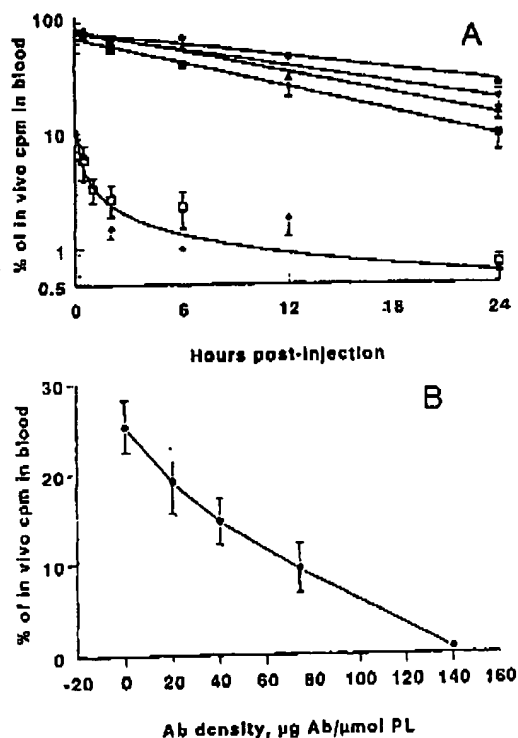 A
100
10
1
0.5
% of in vivo cpm in blood
0 6 12 18 24
Hours post-injection
B
30
20
10
0
% of in vivo cpm in blood
-20 0 20 40 60 80 100 120 140 160
Ab density, µg Ab/µmol PL